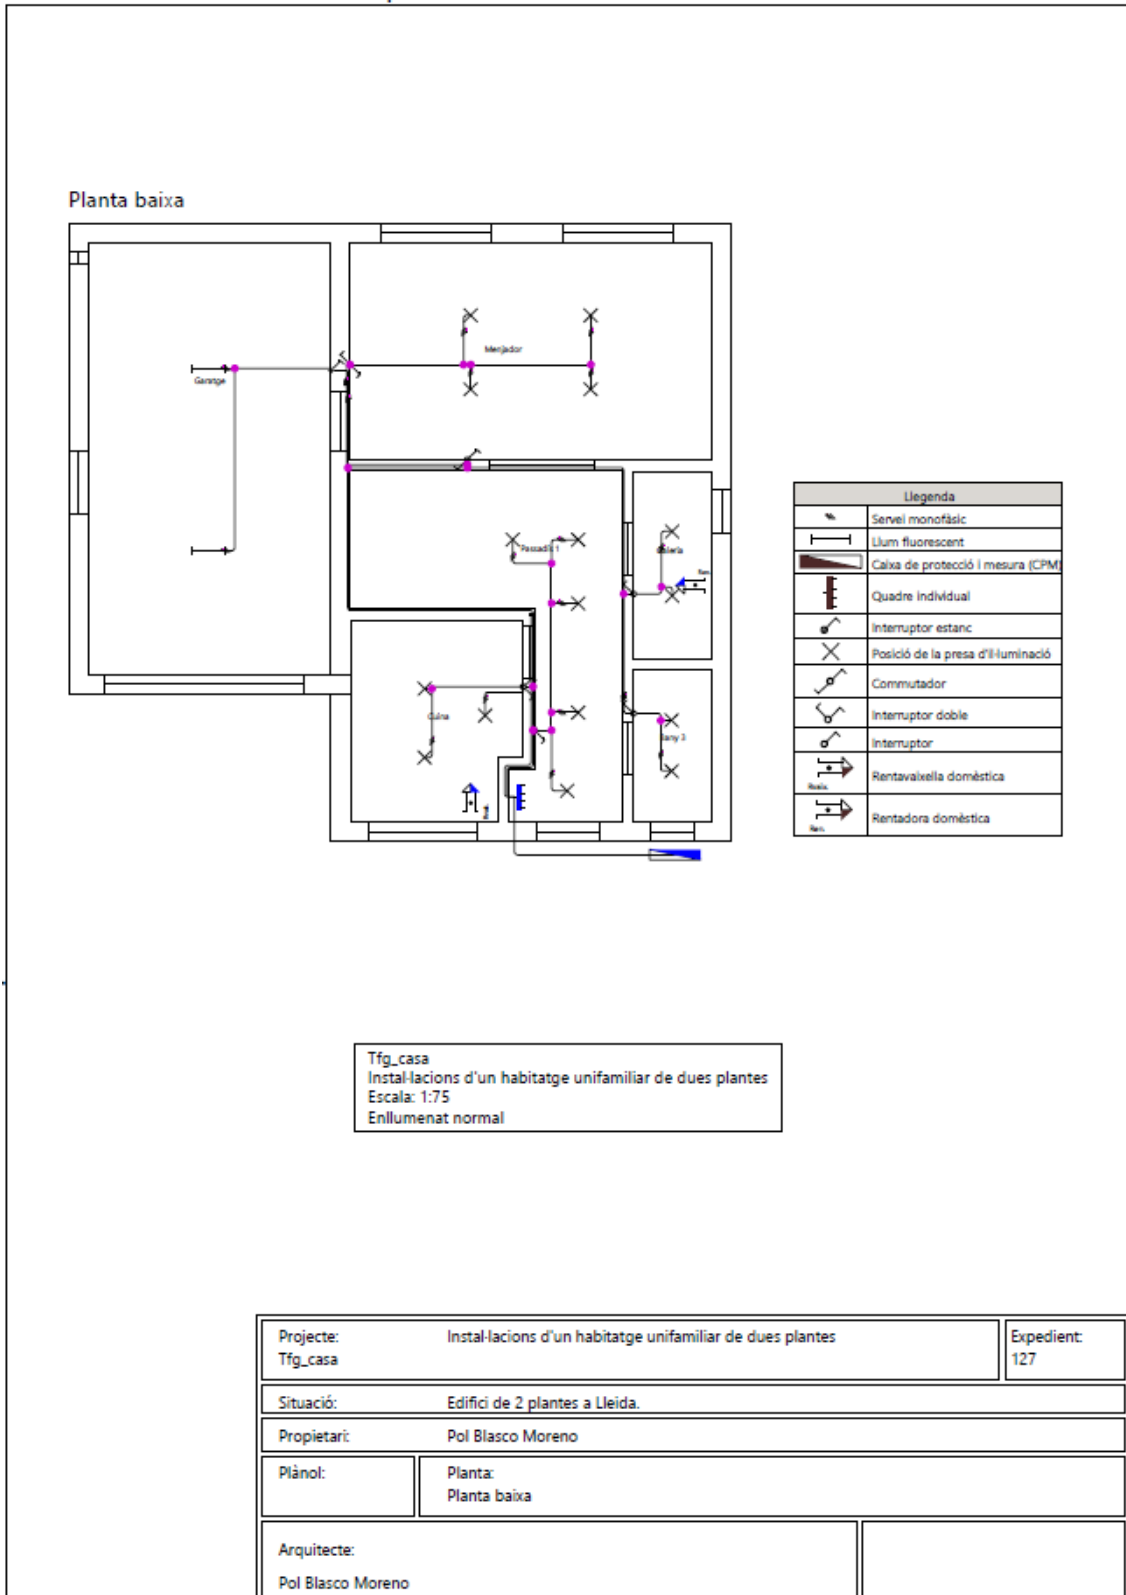 Planta baixa
Menjador
Garatge
Passadís 1
Galeria
Ren.
Cuina
Bany 3
Llegenda
Servei monofàsic
Llum fluorescent
Caixa de protecció i mesura (CPM)
Quadre individual
Interruptor estanc
Posició de la presa d'il·luminació
Commutador
Interruptor doble
Interruptor
Rentavaixella domèstica
Rentadora domèstica
Ren.
Tfg_casa
Instal·lacions d'un habitatge unifamiliar de dues plantes
Escala: 1:75
Enllumenat normal
Projecte: Instal·lacions d'un habitatge unifamiliar de dues plantes
Tfg_casa
Expedient:
127
Situació: Edifici de 2 plantes a Lleida.
Propietari: Pol Blasco Moreno
Plànol:
Planta:
Planta baixa
Arquitecte:
Pol Blasco Moreno